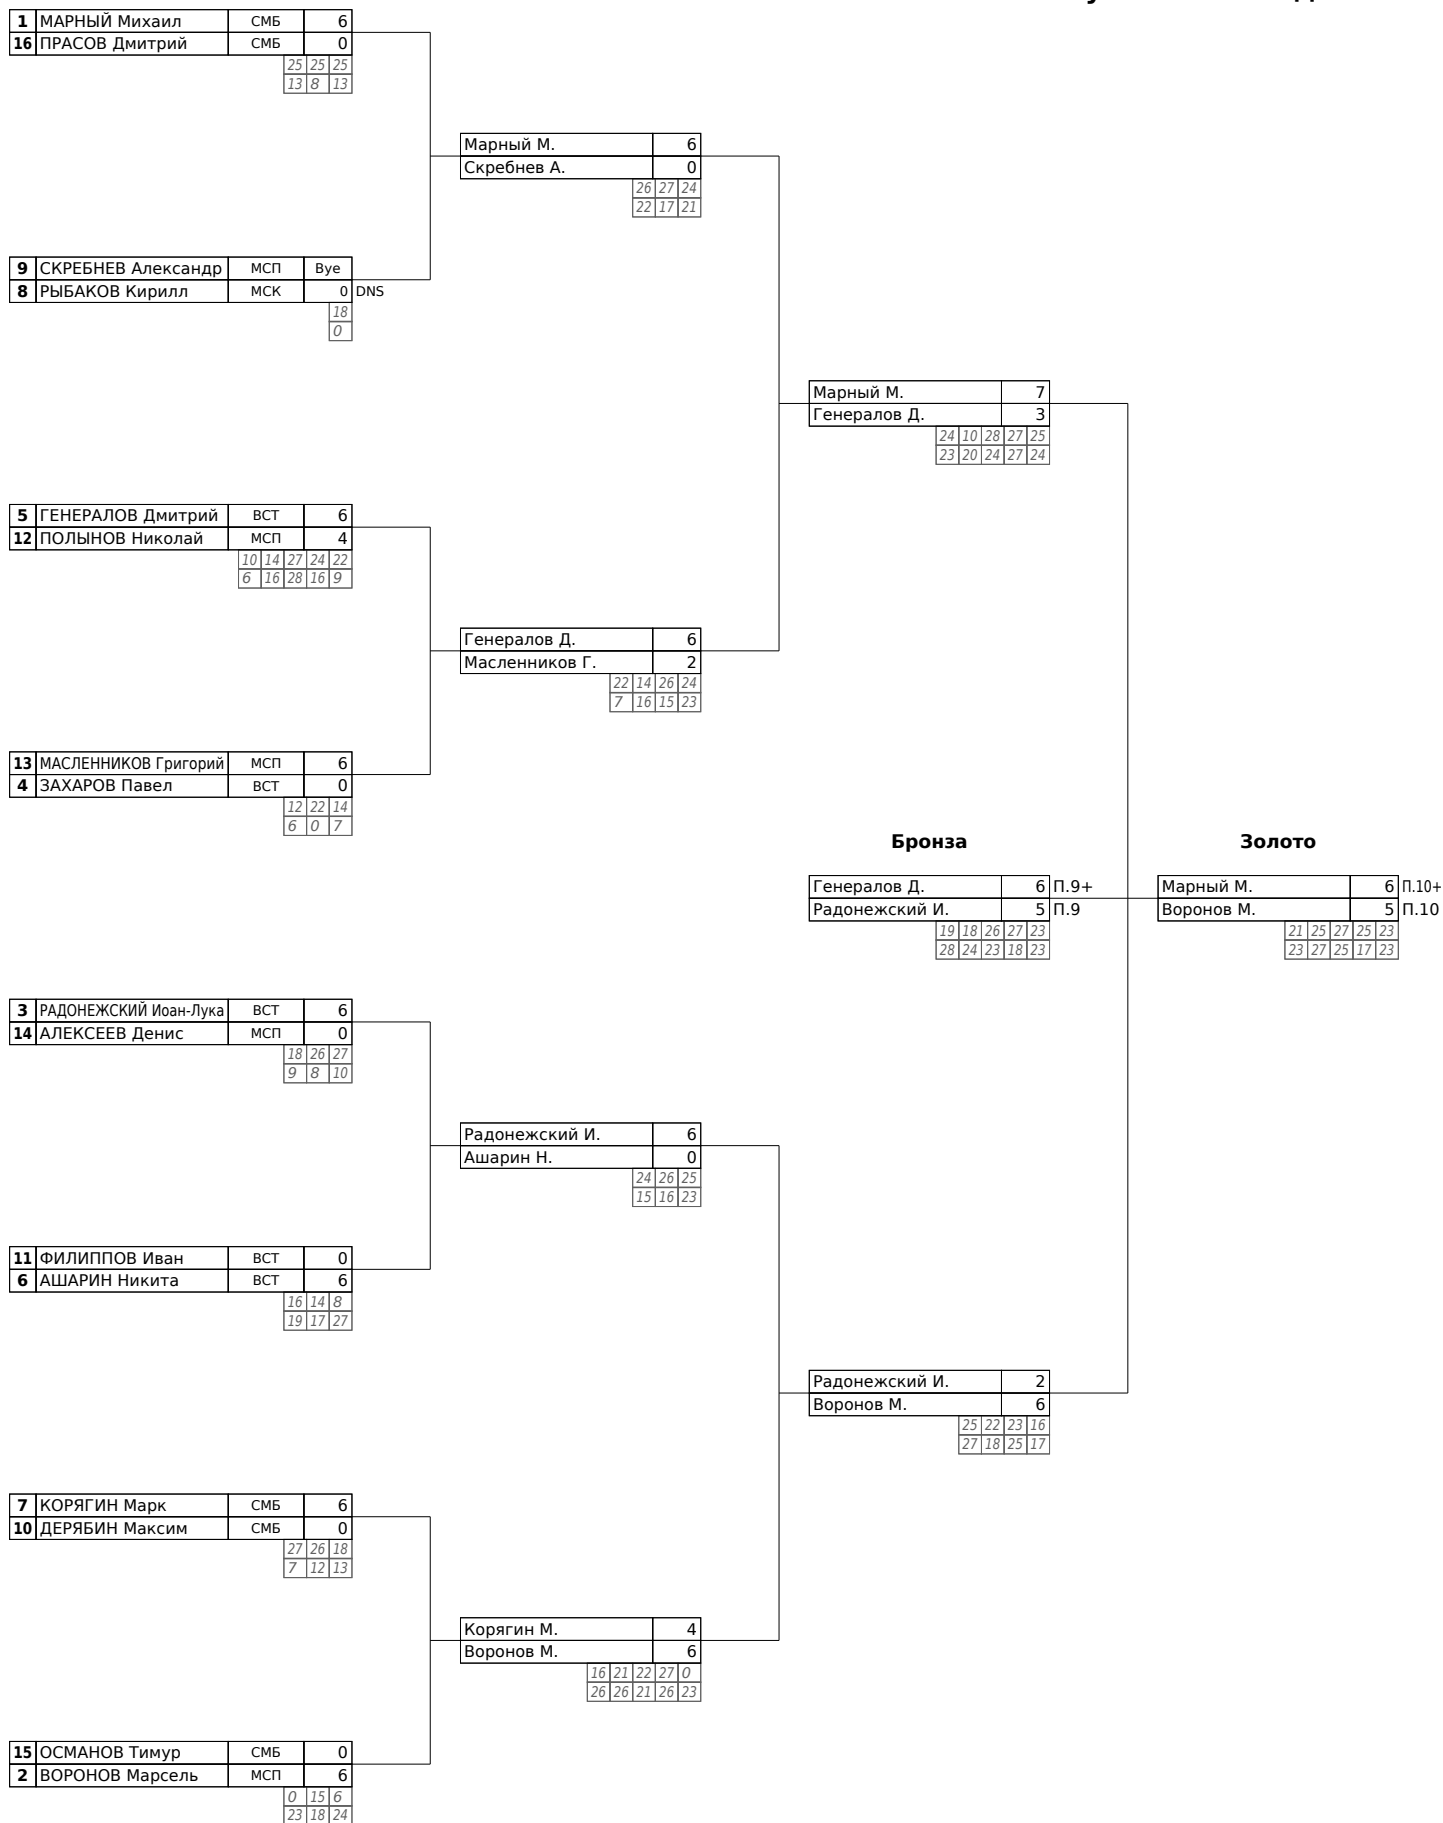 1 МАРНЫЙ Михаил СМБ 6
16 ПРАСОВ Дмитрий СМБ 0
25 25 25
13 8 13
Марный М. 6
Скребнев А. 0
26 27 24
22 17 21
9 СКРЕБНЕВ Александр МСП Bye
8 РЫБАКОВ Кирилл МСК 0 DNS
18
0
Марный М. 7
Генералов Д. 3
24 10 28 27 25
23 20 24 27 24
5 ГЕНЕРАЛОВ Дмитрий ВСТ 6
12 ПОЛЫНОВ Николай МСП 4
10 14 27 24 22
6 16 28 16 9
Генералов Д. 6
Масленников Г. 2
22 14 26 24
7 16 15 23
13 МАСЛЕННИКОВ Григорий МСП 6
4 ЗАХАРОВ Павел ВСТ 0
12 22 14
6 0 7
Бронза Золото
Генералов Д. 6 П.9+ Марный М. 6 П.10+
Радонежский И. 5 П.9 Воронов М. 5 П.10
19 18 26 27 23 21 25 27 25 23
28 24 23 18 23 23 27 25 17 23
3 РАДОНЕЖСКИЙ Иоан-Лука ВСТ 6
14 АЛЕКСЕЕВ Денис МСП 0
18 26 27
9 8 10
Радонежский И. 6
Ашарин Н. 0
24 26 25
15 16 23
11 ФИЛИППОВ Иван ВСТ 0
6 АШАРИН Никита ВСТ 6
16 14 8
19 17 27
Радонежский И. 2
Воронов М. 6
25 22 23 16
27 18 25 17
7 КОРЯГИН Марк СМБ 6
10 ДЕРЯБИН Максим СМБ 0
27 26 18
7 12 13
Корягин М. 4
Воронов М. 6
16 21 22 27 0
26 26 21 26 23
15 ОСМАНОВ Тимур СМБ 0
2 ВОРОНОВ Марсель МСП 6
0 15 6
23 18 24